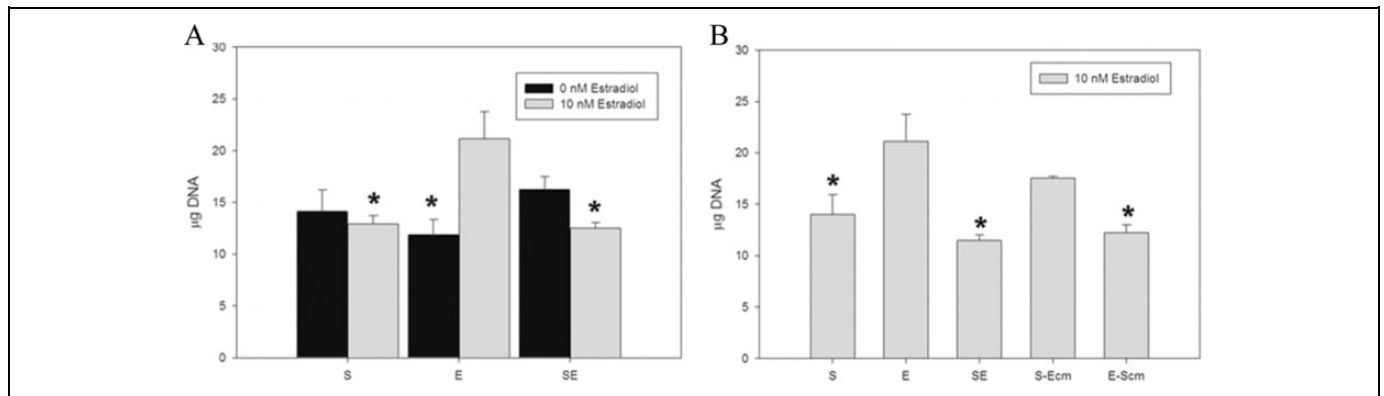 A
30
25
20
15
10
5
0
µg DNA
0 nM Estradiol
10 nM Estradiol
*
*
*
S
E
SE
B
30
25
20
15
10
5
0
µg DNA
10 nM Estradiol
*
*
*
S
E
SE
S-Ecm
E-Scm